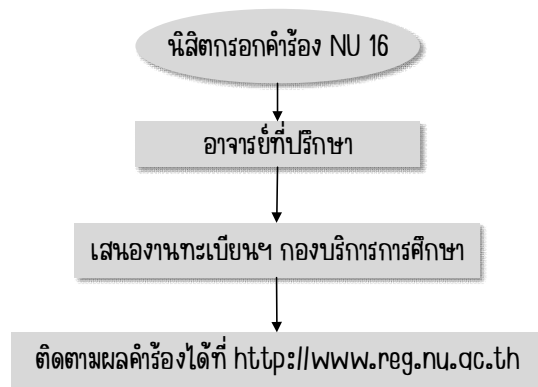 นิสิตกรอกคำร้อง NU 16
อาจารย์ที่ปรึกษา
เสนองานทะเบียนฯ กองบริการการศึกษา
ติดตามผลคำร้องได้ที่ http://www.reg.nu.ac.th